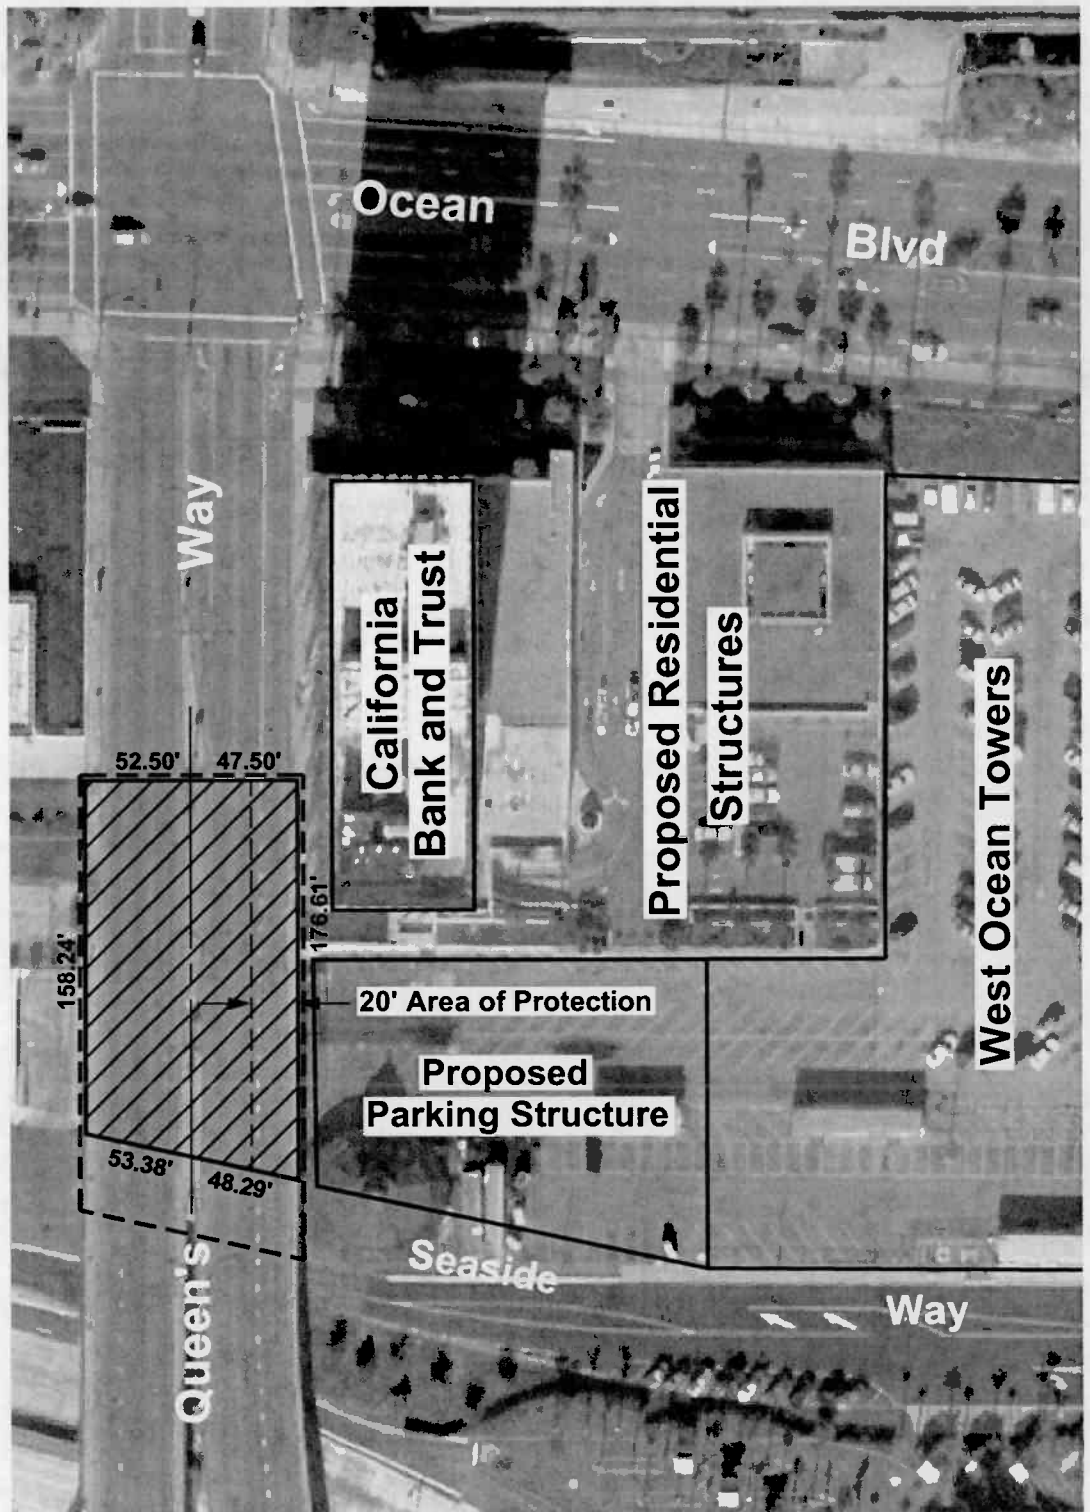 Ocean
Blvd
Way
California
Bank and Trust
Proposed Residential
Structures
West Ocean Towers
52.50'
47.50'
158.24'
176.61'
20' Area of Protection
Proposed
Parking Structure
53.38'
48.29'
Queen's
Seaside
Way